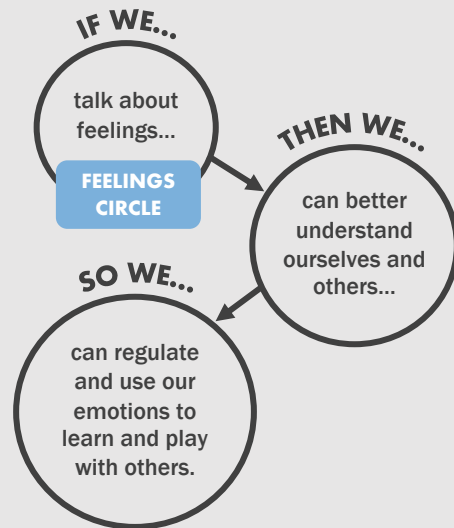 IF WE...
talk about
feelings...
FEELINGS
CIRCLE
THEN WE...
can better
understand
ourselves and
others...
SO WE...
can regulate
and use our
emotions to
learn and play
with others.